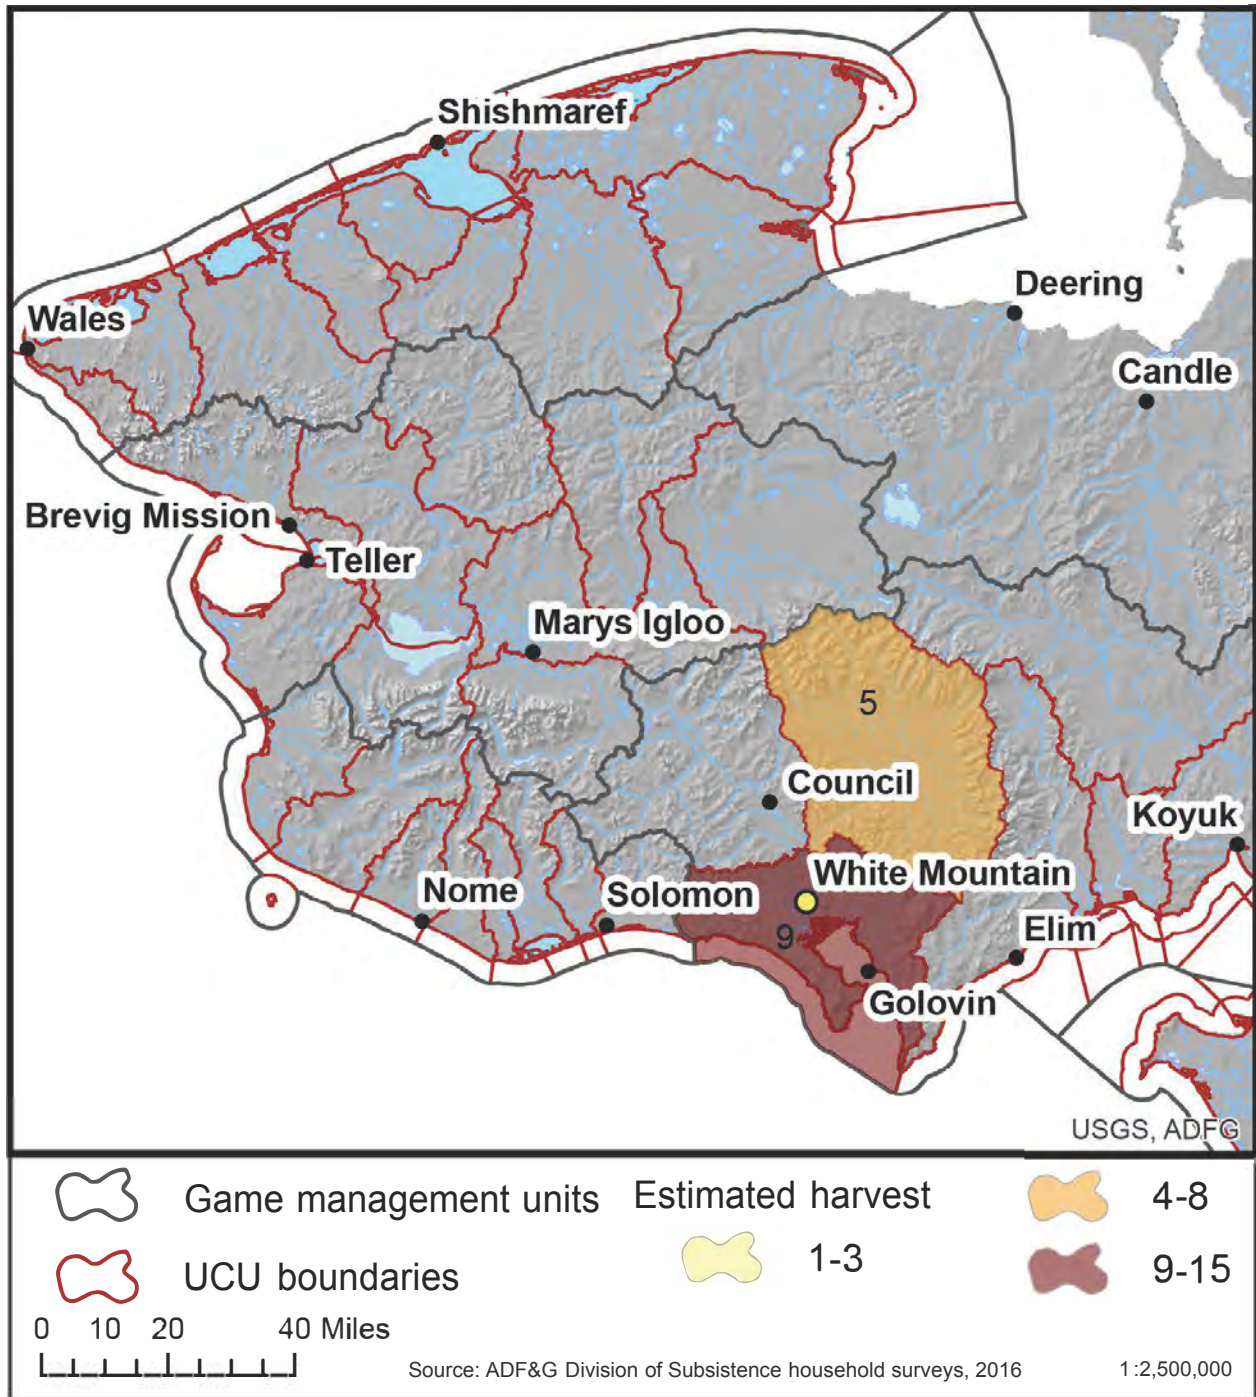 Shishmaref
Deering
Wales
Candle
Brevig Mission
Teller
Marys Igloo
5
Council
Koyuk
White Mountain
Nome
Solomon
Elim
9
Golovin
USGS, ADFG
Game management units
Estimated harvest
4-8
1-3
UCU boundaries
9-15
0 10 20 40 Miles
Source: ADF&G Division of Subsistence household surveys, 2016
1:2,500,000